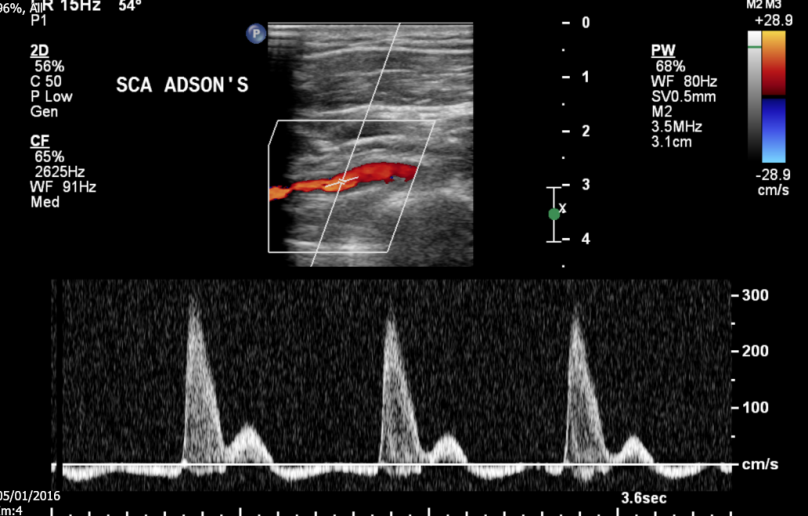 R 15Hz 54°
96%, A
P1
2D
56%
C 50
P Low
Gen
CF
65%
2625Hz
WF 91Hz
Med
SCA ADSON'S
P
0
1
2
3
X
4
PW
68%
WF 80Hz
SV0.5mm
M2
3.5MHz
3.1cm
M2 M3
+28.9
-28.9
cm/s
300
200
100
cm/s
3.6sec
05/01/2016
m:4